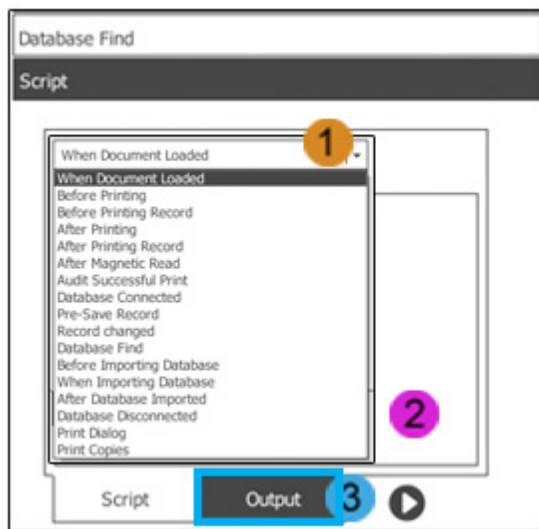 Database Find
Script
When Document Loaded
1
When Document Loaded
Before Printing
Before Printing Record
After Printing
After Printing Record
After Magnetic Read
Audit Successful Print
Database Connected
Pre-Save Record
Record changed
Database Find
Before Importing Database
When Importing Database
After Database Imported
Database Disconnected
Print Dialog
Print Copies
2
Script
Output
3